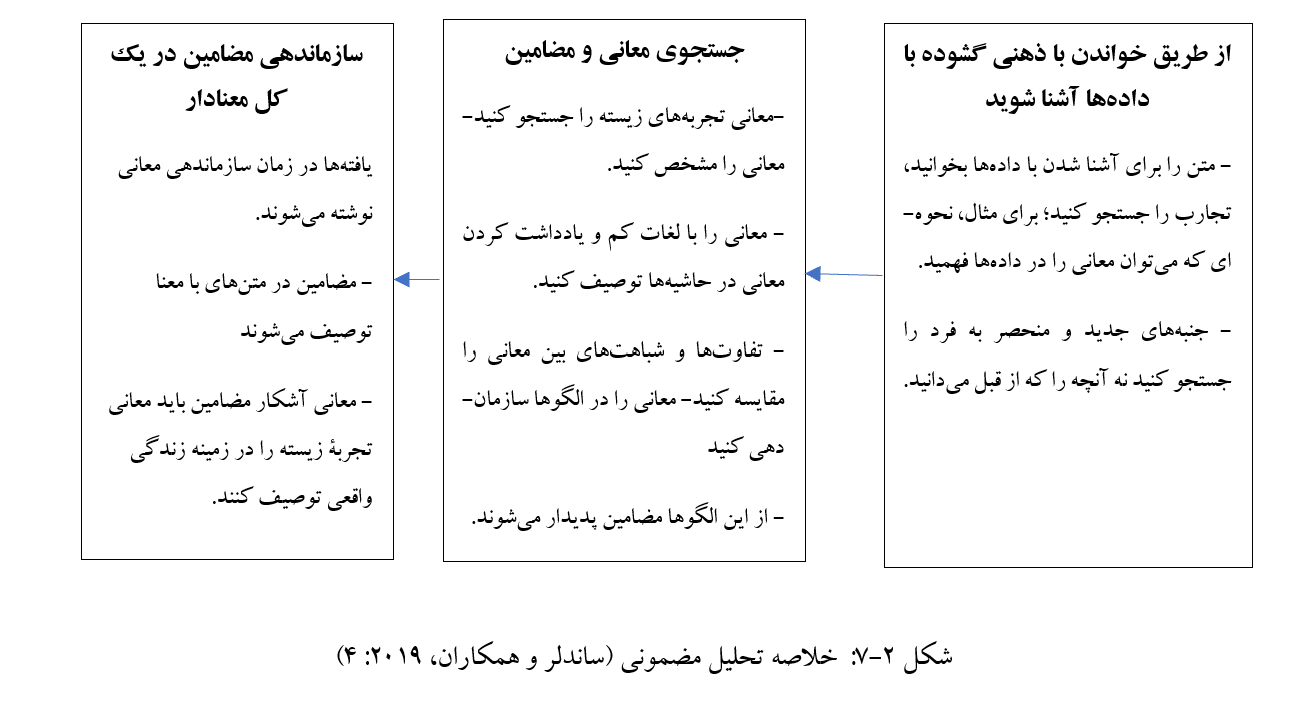 از طریق خواندن با ذهنی گشوده با
داده‌ها آشنا شوید
– متن را برای آشنا شدن با داده‌ها بخوانید،
تجارب را جستجو کنید؛ برای مثال، نحوه-
ای که می‌توان معانی را در داده‌ها فهمید.
– جنبه‌های جدید و منحصر به فرد را
جستجو کنید نه آنچه را که از قبل می‌دانید.
جستجوی معانی و مضامین
-معانی تجربه‌های زیسته را جستجو کنید-
معانی را مشخص کنید.
– معانی را با لغات کم و یادداشت کردن
معانی در حاشیه‌ها توصیف کنید.
– تفاوت‌ها و شباهت‌های بین معانی را
مقایسه کنید- معانی را در الگوها سازمان-
دهی کنید
– از این الگوها مضامین پدیدار می‌شوند.
سازماندهی مضامین در یک
کل معنادار
یافته‌ها در زمان سازماندهی معانی
نوشته می‌شوند.
– مضامین در متن‌های با معنا
توصیف می‌شوند
– معانی آشکار مضامین باید معانی
تجربۀ زیسته را در زمینه زندگی
واقعی توصیف کنند.
شکل ۲-۷: خلاصه تحلیل مضمونی (ساندلر و همکاران، ۲۰۱۹: ۴)